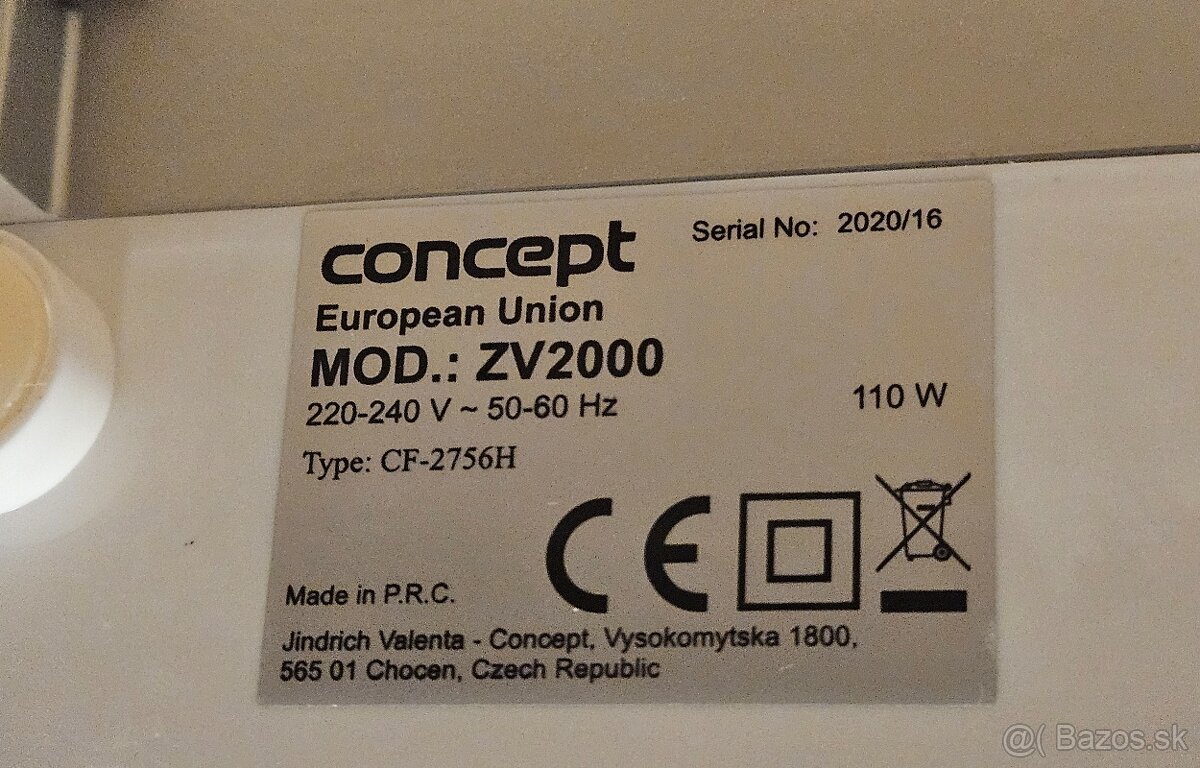 concept
Serial No: 2020/16
European Union
MOD.: ZV2000
220-240 V ~ 50-60 Hz
110 W
Type: CF-2756H
CE
Made in P.R.C.
Jindrich Valenta - Concept, Vysokomytska 1800,
565 01 Chocen, Czech Republic
@( Bazos.sk